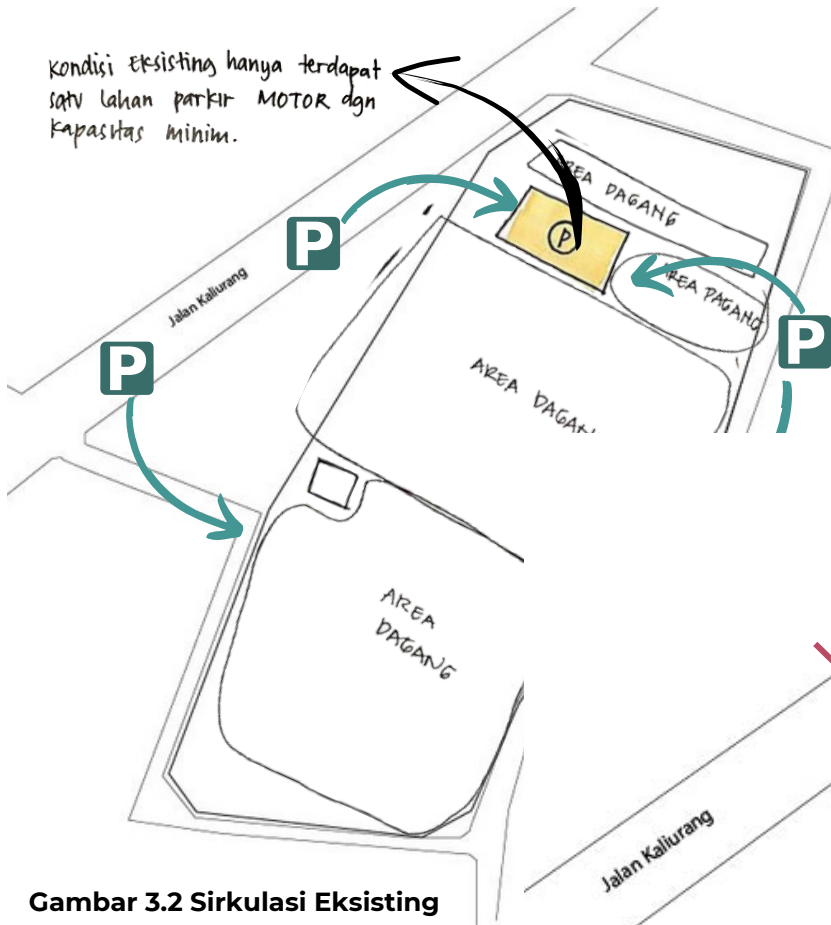 Kondisi Eksisting hanya terdapat
satu lahan parkir MOTOR dgn
kapasitas minim.
AREA DAGANG
P
P
AREA DAGANG
P
Jalan Kaliurang
P
AREA DAGANG
AREA
DAGANG
Jalan Kaliurang
Gambar 3.2 Sirkulasi Eksisting